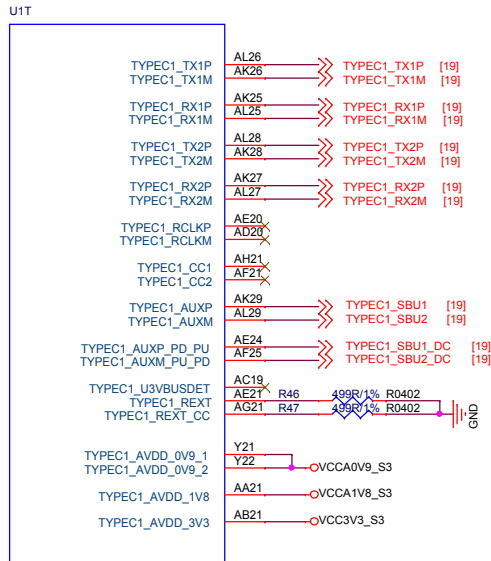 U1T
TYPEC1_TX1P AL26 TYPEC1_TX1P [19]
TYPEC1_TX1M AK26 TYPEC1_TX1M [19]
TYPEC1_RX1P AK25 TYPEC1_RX1P [19]
TYPEC1_RX1M AL25 TYPEC1_RX1M [19]
TYPEC1_TX2P AL28 TYPEC1_TX2P [19]
TYPEC1_TX2M AK28 TYPEC1_TX2M [19]
TYPEC1_RX2P AK27 TYPEC1_RX2P [19]
TYPEC1_RX2M AL27 TYPEC1_RX2M [19]
TYPEC1_RCLKP AE20
TYPEC1_RCLKM AD20
TYPEC1_CC1 AH21
TYPEC1_CC2 AF21
TYPEC1_AUXP AK29 TYPEC1_SBU1 [19]
TYPEC1_AUXM AL29 TYPEC1_SBU2 [19]
TYPEC1_AUXP_PD_PU AE24 TYPEC1_SBU1_DC [19]
TYPEC1_AUXM_PU_PD AF25 TYPEC1_SBU2_DC [19]
TYPEC1_U3VBUSDET AC19
TYPEC1_REXT AE21 R46 499R/1% R0402
TYPEC1_REXT_CC AG21 R47 499R/1% R0402
GND
TYPEC1_AVDD_0V9_1 Y21
TYPEC1_AVDD_0V9_2 Y22 VCCA0V9_S3
TYPEC1_AVDD_1V8 AA21 VCCA1V8_S3
TYPEC1_AVDD_3V3 AB21 VCC3V3_S3